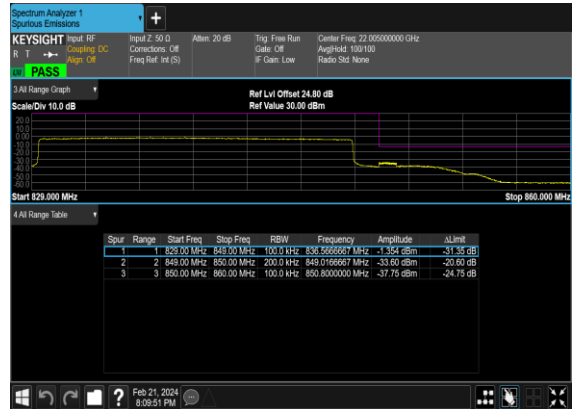 Spectrum Analyzer 1
Spurious Emissions
+
KEYSIGHT
R T
LW PASS
Input: RF
Coupling: DC
Align: Off
Input Z: 50 Ω
Corrections: Off
Freq Ref: Int (S)
Atten: 20 dB
Trig: Free Run
Gate: Off
IF Gain: Low
Center Freq: 22.005000000 GHz
Avg|Hold: 100/100
Radio Std: None
3 All Range Graph
Scale/Div 10.0 dB
Ref Lvl Offset 24.80 dB
Ref Value 30.00 dBm
20.0
10.0
0.00
-10.0
-20.0
-30.0
-40.0
-50.0
-60.0
Start 829.000 MHz
Stop 860.000 MHz
4 All Range Table
Spur Range Start Freq Stop Freq RBW Frequency Amplitude ΔLimit
1 1 829.00 MHz 849.00 MHz 100.0 kHz 836.5666667 MHz -1.354 dBm -31.35 dB
2 2 849.00 MHz 850.00 MHz 200.0 kHz 849.0166667 MHz -33.60 dBm -20.60 dB
3 3 850.00 MHz 860.00 MHz 100.0 kHz 850.8000000 MHz -37.75 dBm -24.75 dB
?
Feb 21, 2024
8:09:51 PM